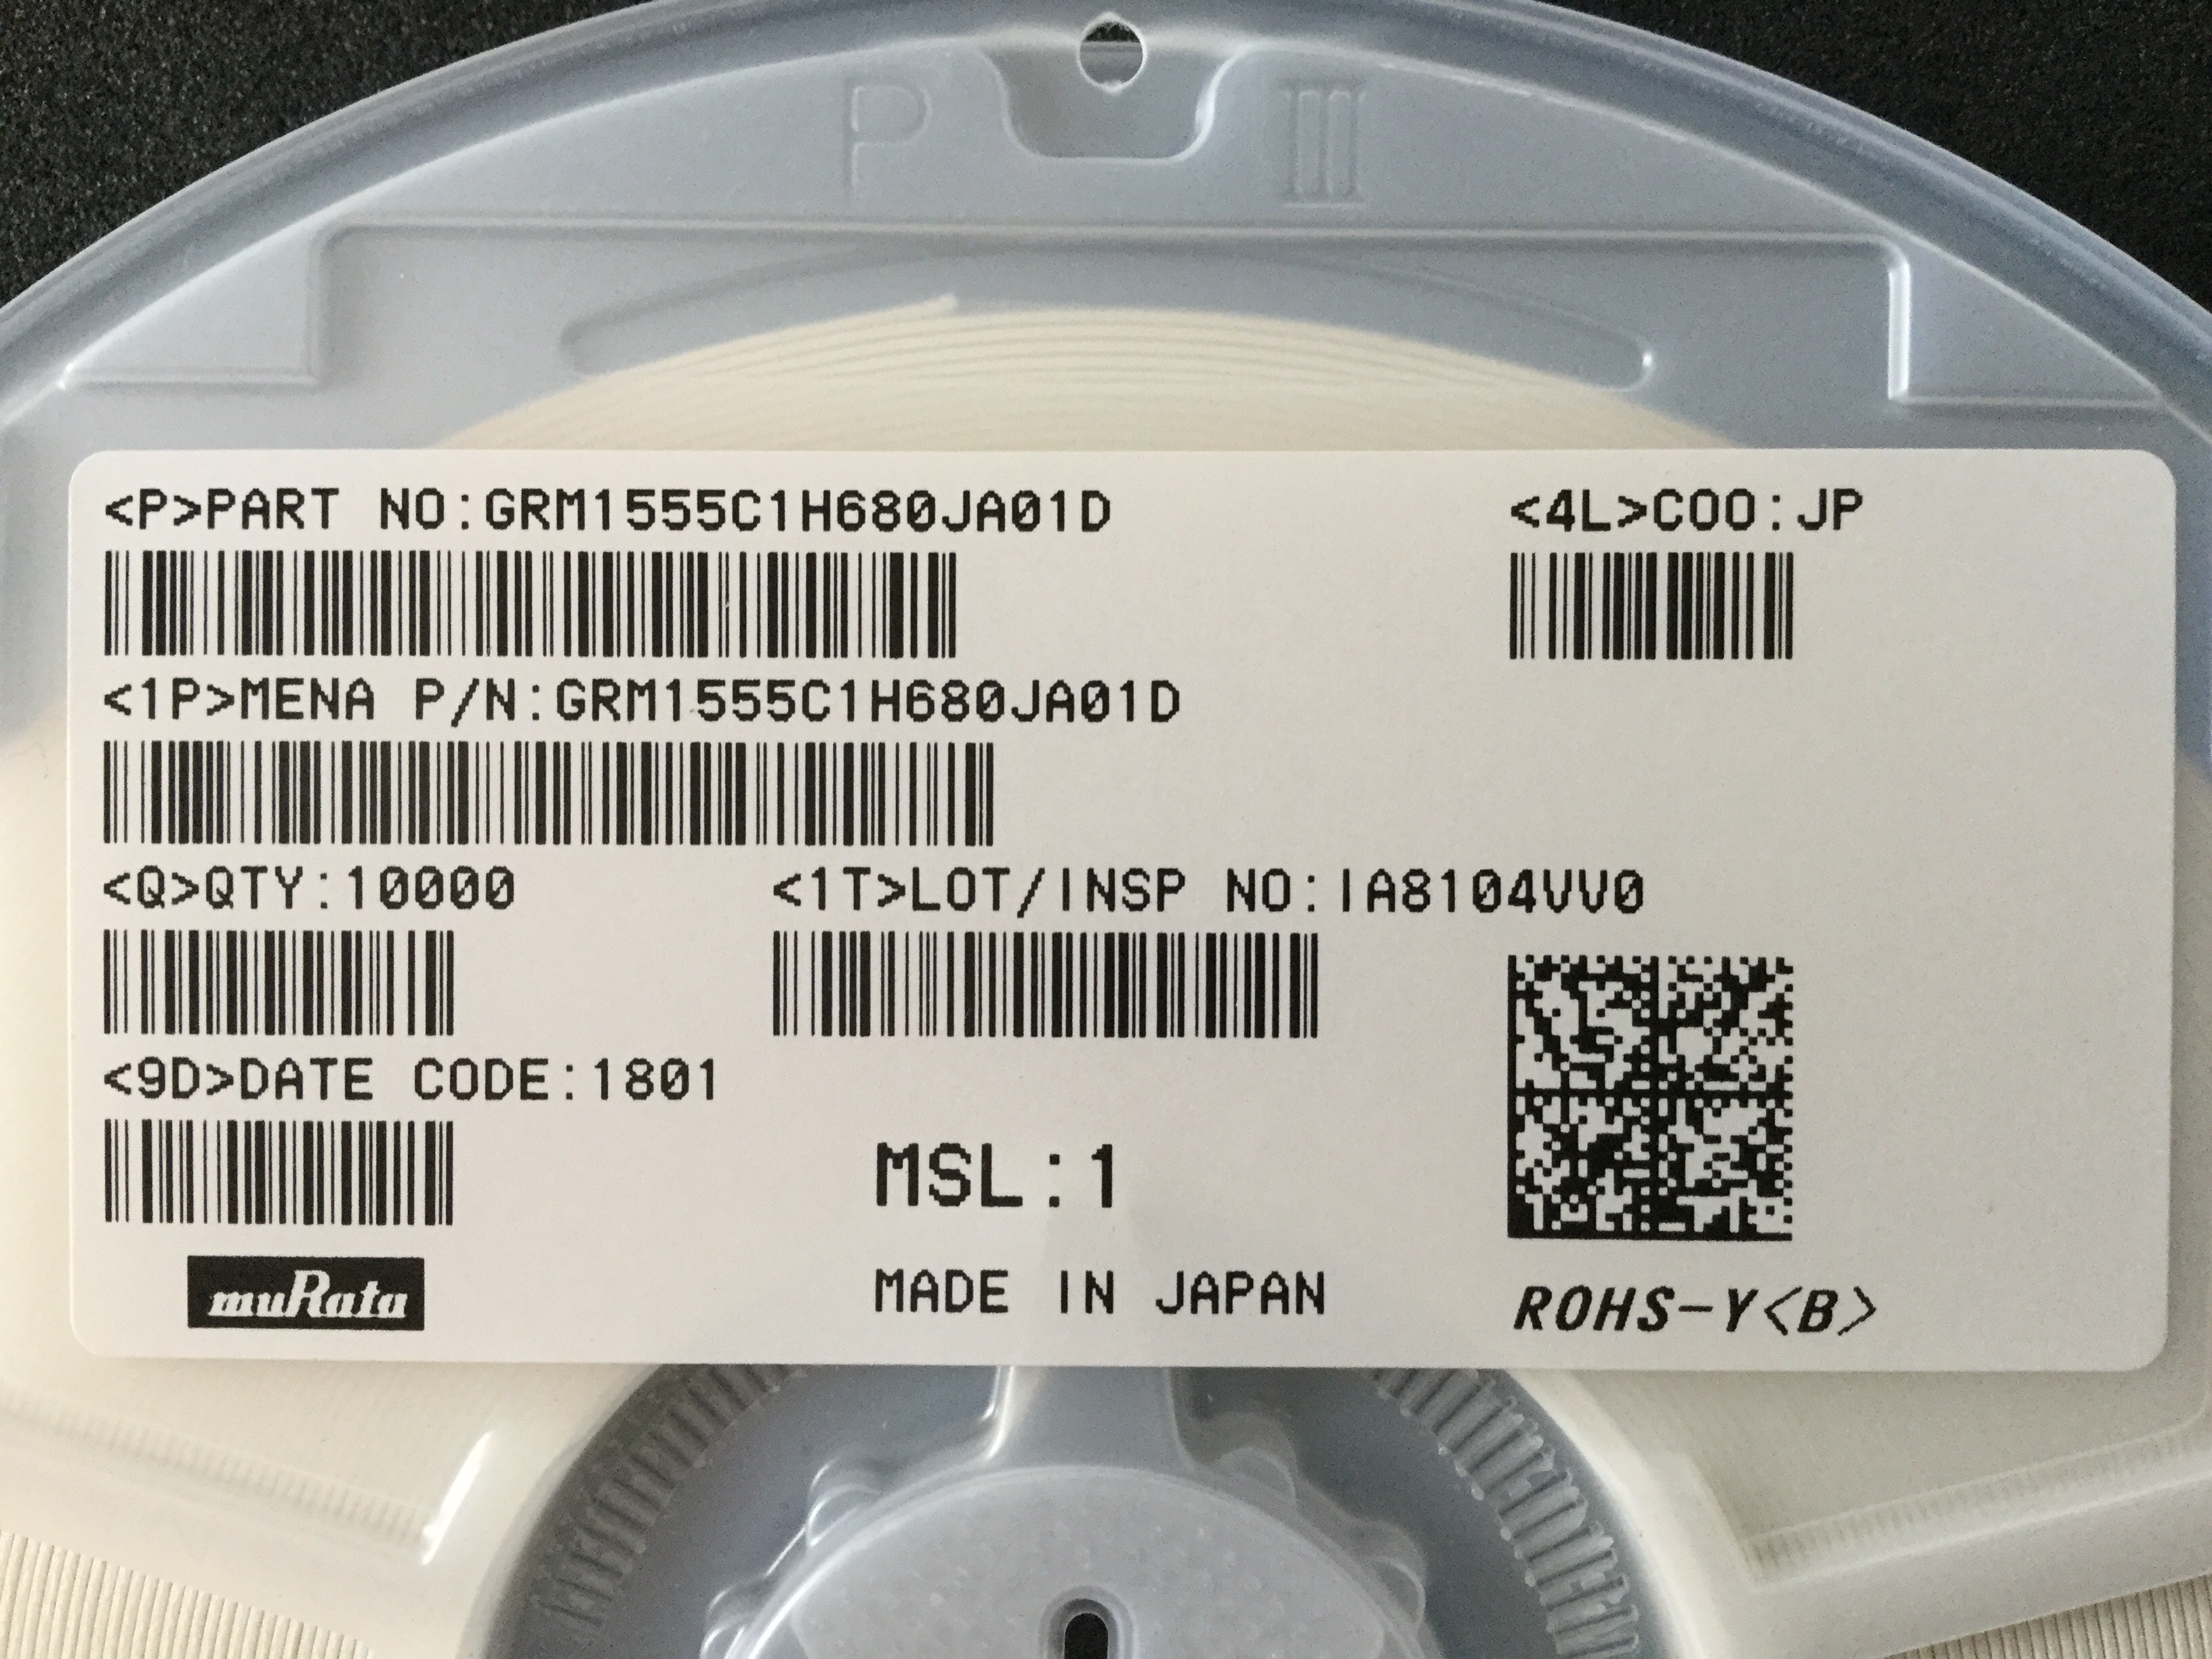 P III
<P>PART NO:GRM1555C1H680JA01D
<4L>COO:JP
<1P>MENA P/N:GRM1555C1H680JA01D
<Q>QTY:10000
<1T>LOT/INSP NO:IA8104VV0
<9D>DATE CODE:1801
MSL:1
muRata
MADE IN JAPAN
ROHS-Y<B>